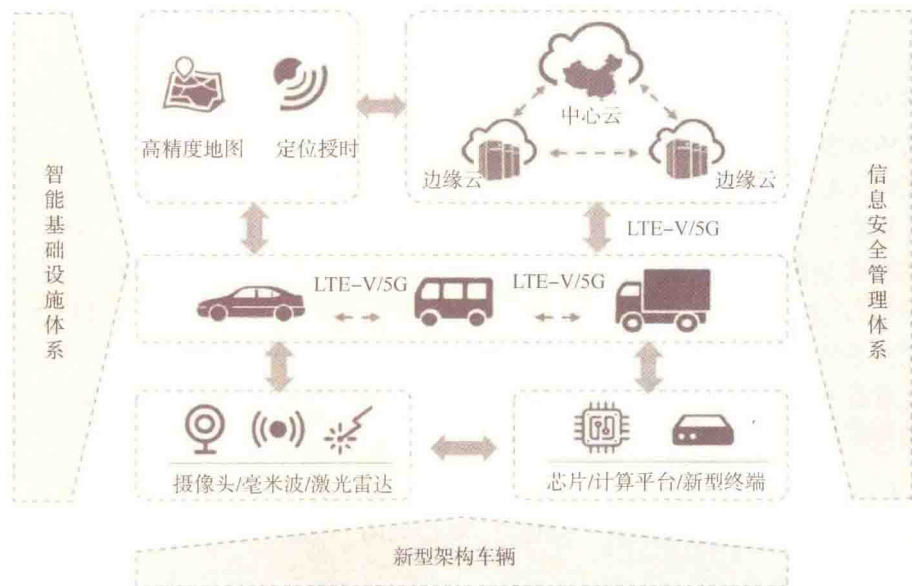 智能基础设施体系
高精度地图
定位授时
中心云
边缘云
边缘云
LTE-V/5G
LTE-V/5G
LTE-V/5G
信息安全管理体系
摄像头/毫米波/激光雷达
芯片/计算平台/新型终端
新型架构车辆